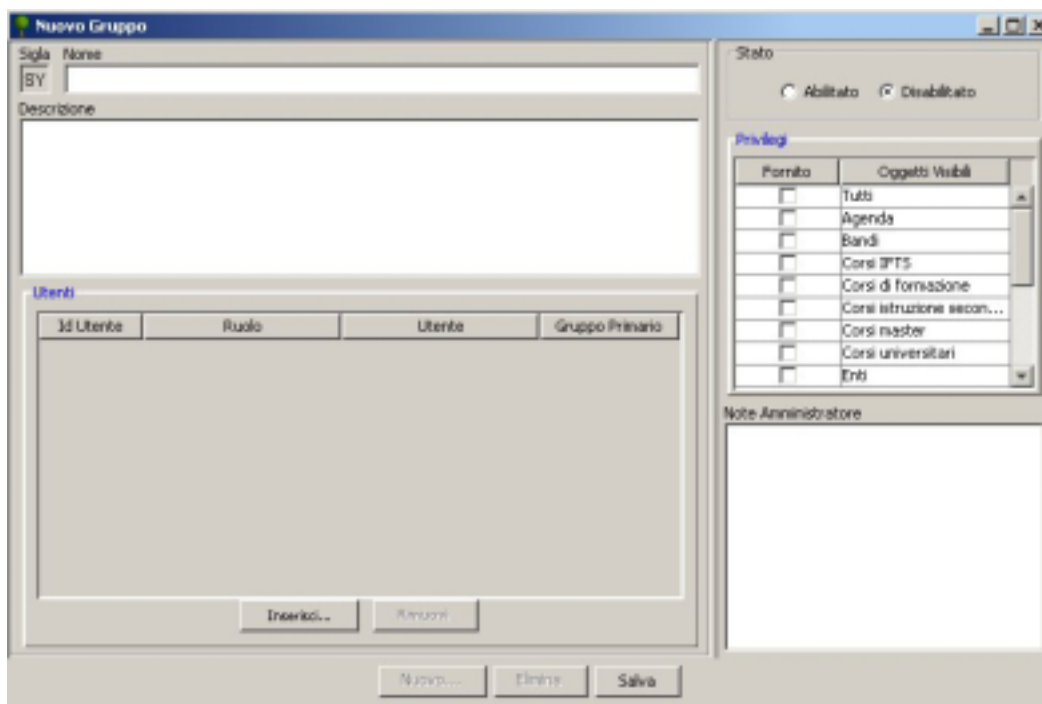 Nuovo Gruppo
Sigla Nome
BY
Descrizione
Utenti
Id Utente Ruolo Utente Gruppo Primario
Inserisci... Rimuovi
Nuovo... Elimina Salva
Stato
Abilitato Disabilitato
Privilegi
Fornito Oggetti Visibili
Tutti
Agenda
Bandi
Corsi IFTS
Corsi di formazione
Corsi istruzione secon...
Corsi master
Corsi universitari
Enti
Note Amministratore